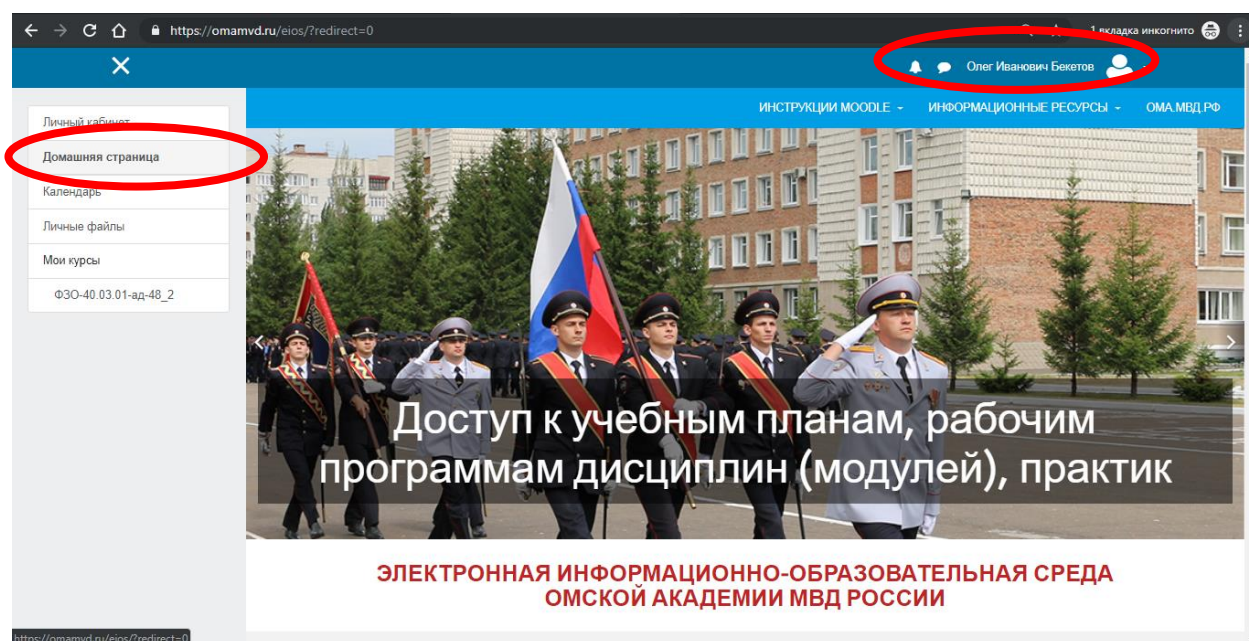 https://omamvd.ru/eios/?redirect=0
1 вкладка инкогнито
Олег Иванович Бекетов
ИНСТРУКЦИИ MOODLE
ИНФОРМАЦИОННЫЕ РЕСУРСЫ
ОМА.МВД.РФ
Личный кабинет
Домашняя страница
Календарь
Личные файлы
Мои курсы
ФЗО-40.03.01-ад-48_2
Доступ к учебным планам, рабочим
программам дисциплин (модулей), практик
ЭЛЕКТРОННАЯ ИНФОРМАЦИОННО-ОБРАЗОВАТЕЛЬНАЯ СРЕДА
ОМСКОЙ АКАДЕМИИ МВД РОССИИ
https://omamvd.ru/eios/?redirect=0